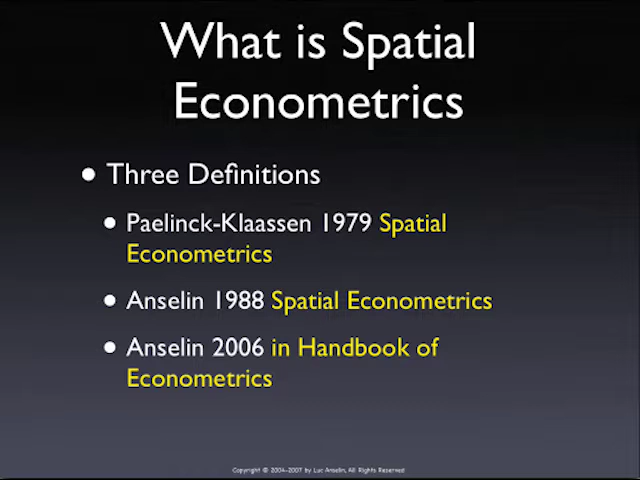 What is Spatial
Econometrics
• Three Definitions
• Paelinck-Klaassen 1979 Spatial
Econometrics
• Anselin 1988 Spatial Econometrics
• Anselin 2006 in Handbook of
Econometrics
Copyright © 2004-2007 by Luc Anselin, All Rights Reserved